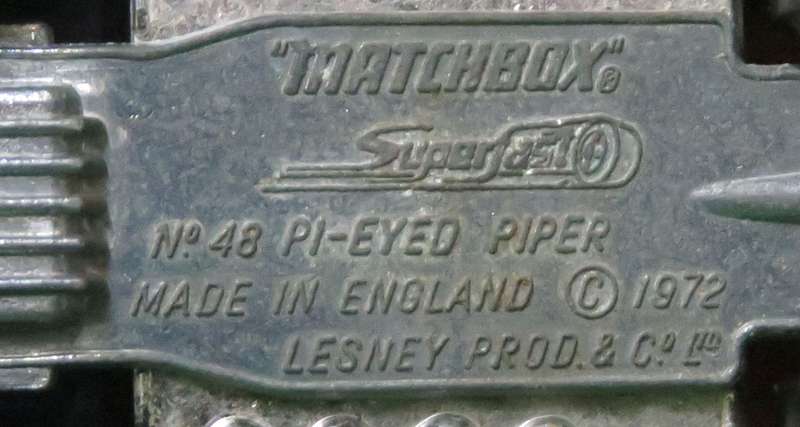 "MATCHBOX"®
Superfast
Nº 48 PI-EYED PIPER
MADE IN ENGLAND © 1972
LESNEY PROD. & Cº Lᵀᴰ